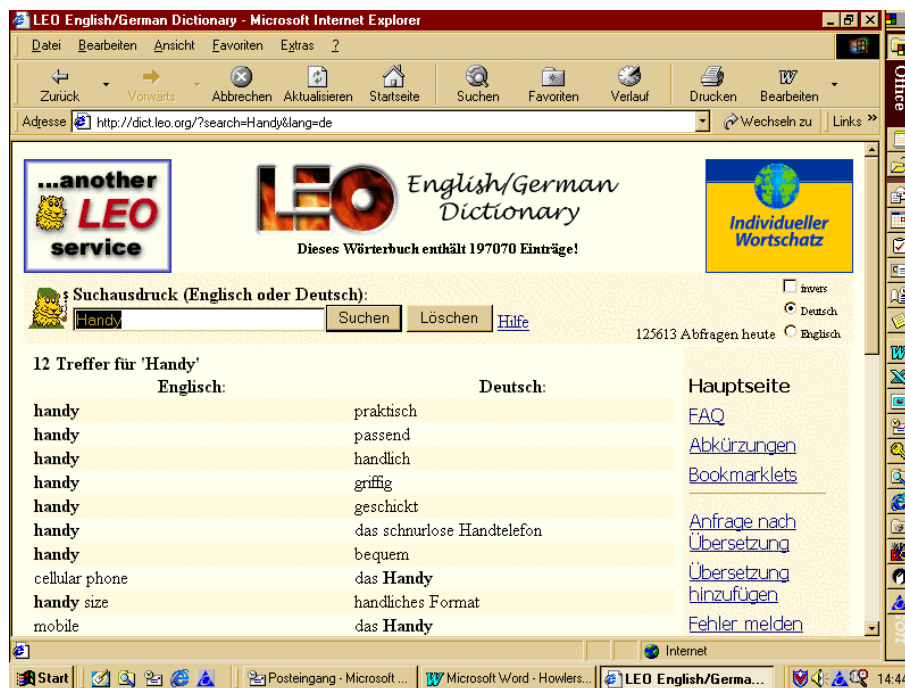 LEO English/German Dictionary - Microsoft Internet Explorer
Datei Bearbeiten Ansicht Favoriten Extras ?
Zurück Vorwärts Abbrechen Aktualisieren Startseite Suchen Favoriten Verlauf Drucken Bearbeiten
Adresse http://dict.leo.org/?search=Handy&lang=de Wechseln zu Links »
Office
...another
LEO
service
LEO English/German
Dictionary
Dieses Wörterbuch enthält 197070 Einträge!
Individueller
Wortschatz
Suchausdruck (Englisch oder Deutsch):
Handy Suchen Löschen Hilfe
invers
Deutsch
125613 Abfragen heute Englisch
12 Treffer für 'Handy'
Englisch: Deutsch:
handy praktisch
handy passend
handy handlich
handy griffig
handy geschickt
handy das schnurlose Handtelefon
handy bequem
cellular phone das Handy
handy size handliches Format
mobile das Handy
Hauptseite
FAQ
Abkürzungen
Bookmarklets
Anfrage nach
Übersetzung
Übersetzung
hinzufügen
Fehler melden
Internet
Start Posteingang - Microsoft ... Microsoft Word - Howlers... LEO English/Germa... 14:44